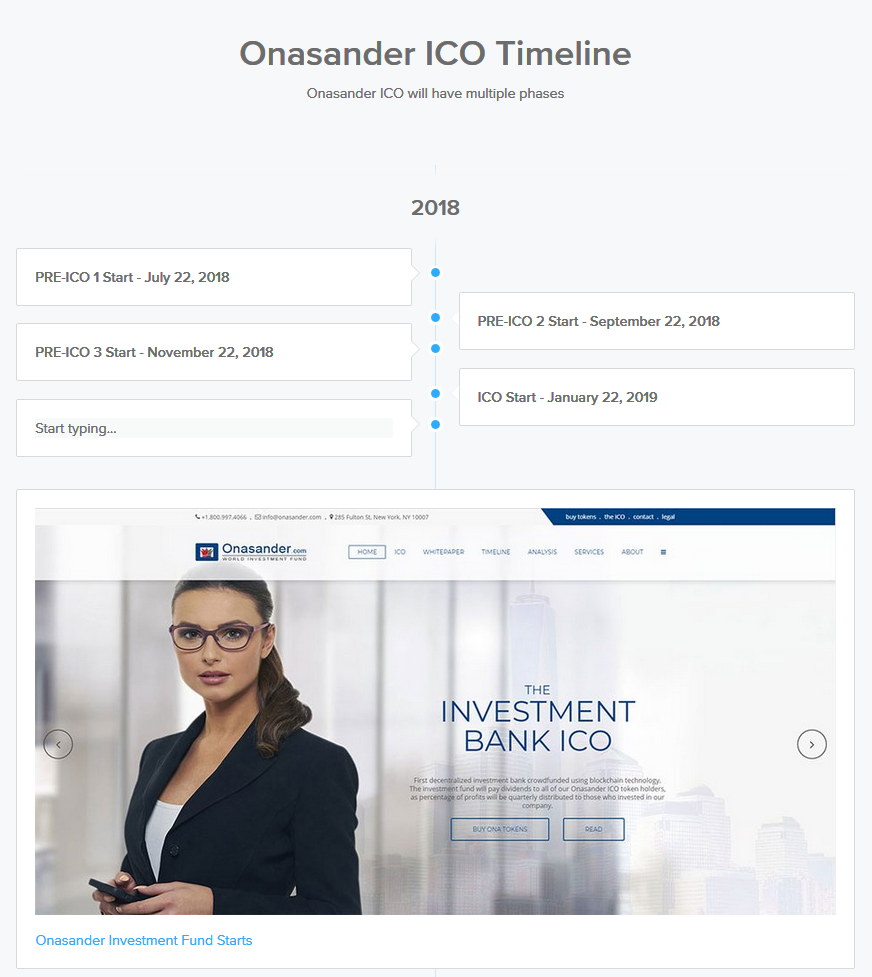 Onasander ICO Timeline
Onasander ICO will have multiple phases
2018
PRE-ICO 1 Start - July 22, 2018
PRE-ICO 2 Start - September 22, 2018
PRE-ICO 3 Start - November 22, 2018
ICO Start - January 22, 2019
Start typing...
+1.800.997.4066 , info@onasander.com , 285 Fulton St, New York, NY 10007
buy tokens . the ICO . contact . legal
Onasander.com
WORLD INVESTMENT FUND
HOME ICO WHITEPAPER TIMELINE ANALYSIS SERVICES ABOUT
THE
INVESTMENT
BANK ICO
First decentralized investment bank crowdfunded using blockchain technology.
The investment fund will pay dividends to all of our Onasander ICO token holders,
as percentage of profits will be quarterly distributed to those who invested in our
company.
BUY ONA TOKENS READ
Onasander Investment Fund Starts